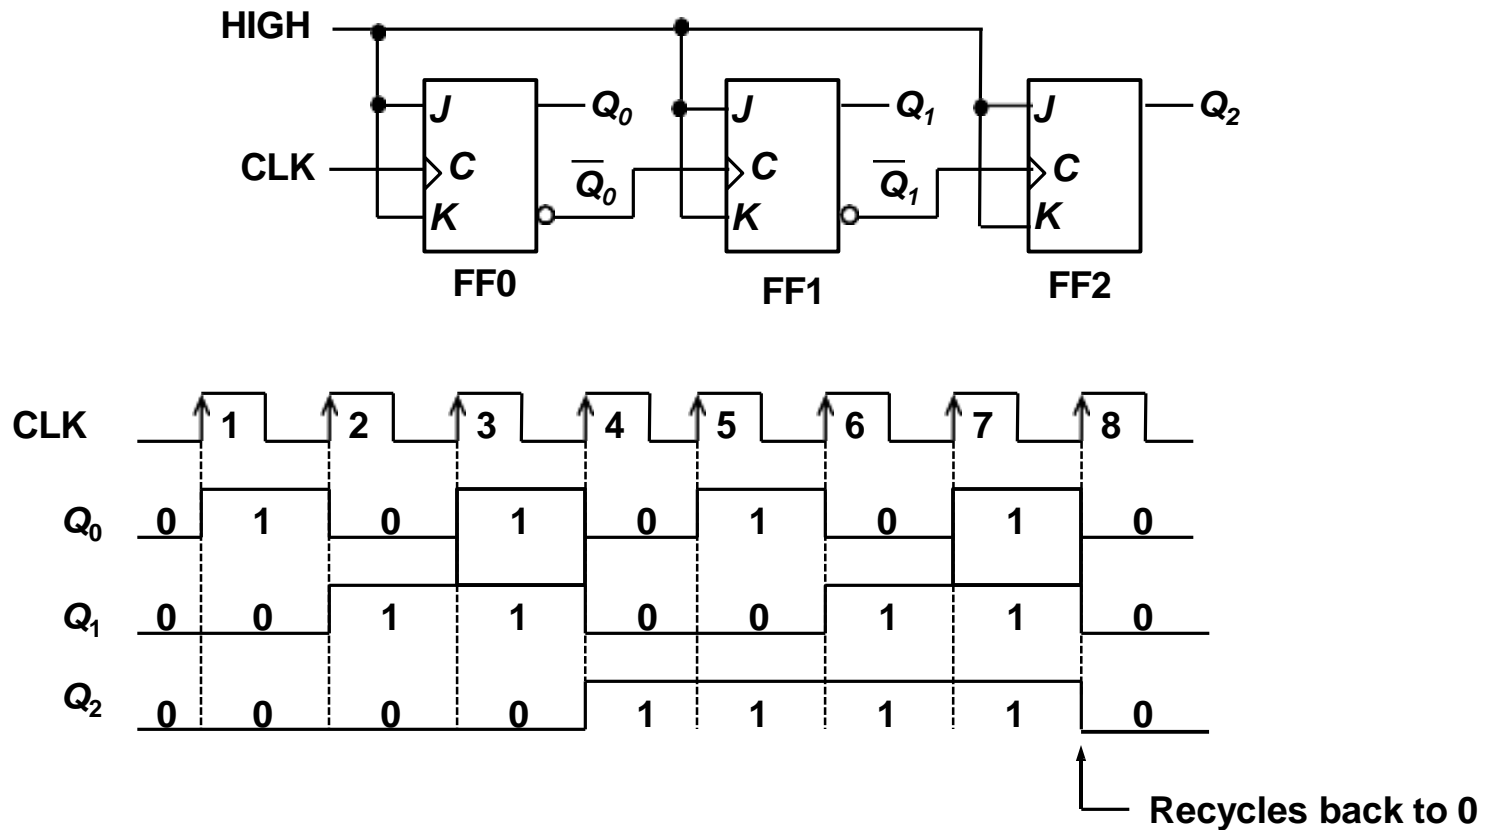 HIGH
J Q0 J Q1 J Q2
CLK C Q̅0 C Q̅1 C
K K K
FF0 FF1 FF2
CLK 1 2 3 4 5 6 7 8
Q0 0 1 0 1 0 1 0 1 0
Q1 0 0 1 1 0 0 1 1 0
Q2 0 0 0 0 1 1 1 1 0
Recycles back to 0